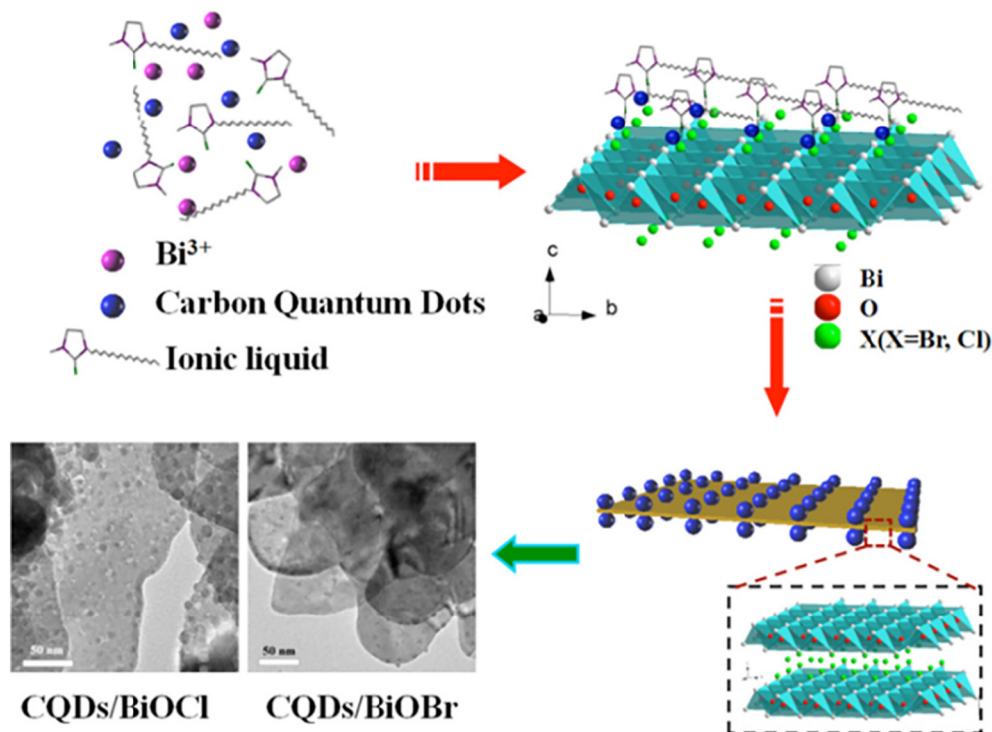 Bi³⁺
Carbon Quantum Dots
Ionic liquid
c
a
b
Bi
O
X(X=Br, Cl)
50 nm
50 nm
CQDs/BiOCl
CQDs/BiOBr